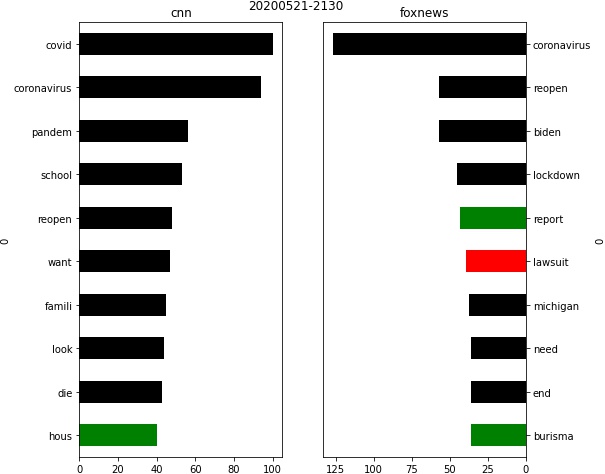 20200521-2130
cnn
foxnews
covid
coronavirus
pandem
school
reopen
want
famili
look
die
hous
0
0 20 40 60 80 100
coronavirus
reopen
biden
lockdown
report
lawsuit
michigan
need
end
burisma
0
125 100 75 50 25 0